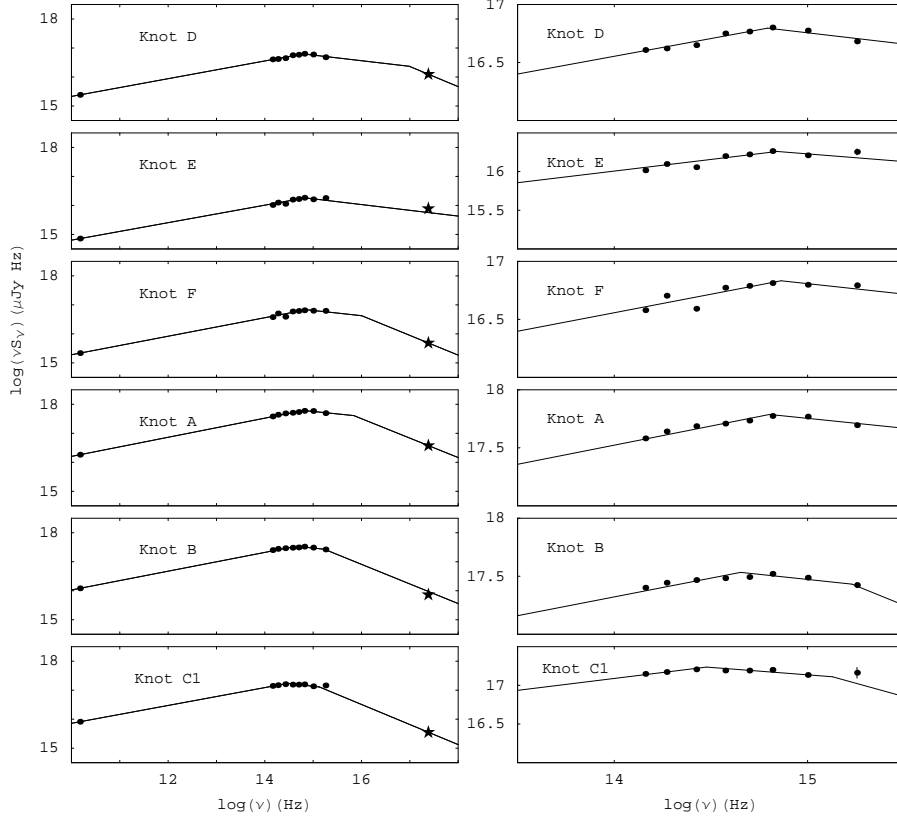 18
Knot D
15
17
Knot D
16.5
18
Knot E
15
Knot E
16
15.5
18
Knot F
15
17
Knot F
16.5
18
Knot A
15
18
Knot A
17.5
18
Knot B
15
18
Knot B
17.5
18
Knot C1
15
Knot C1
17
16.5
12 14 16
14 15
log(ν)(Hz)
log(ν)(Hz)
log(νSν)(μJy Hz)